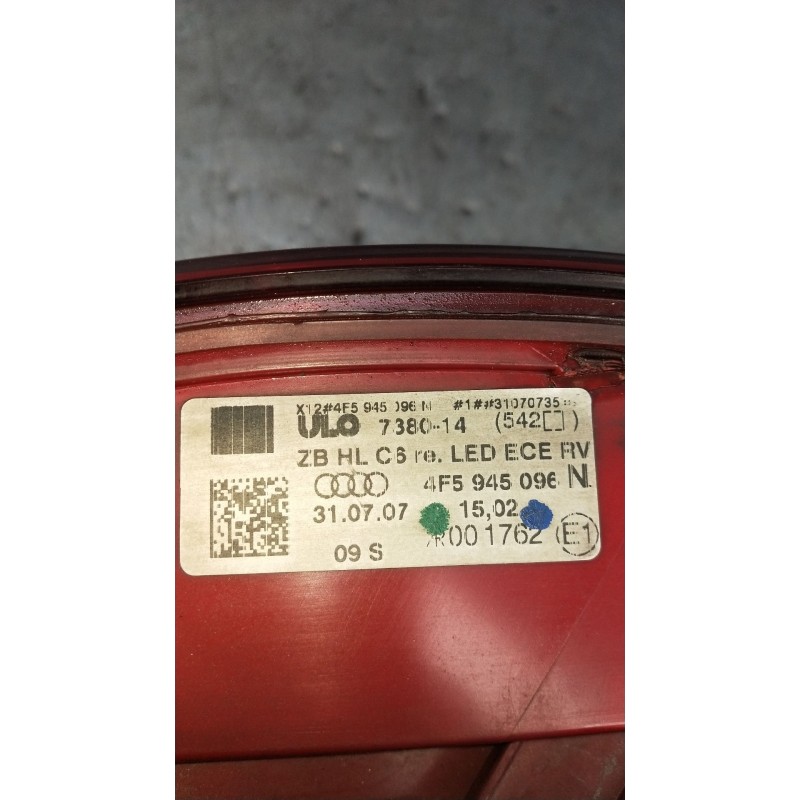 X12#4F5 945 096 N #1##31070735
ULO 7380-14 (542[])
ZB HL C6 re. LED ECE RV
4F5 945 096 N
31.07.07 15,02
09 S 001762 E1